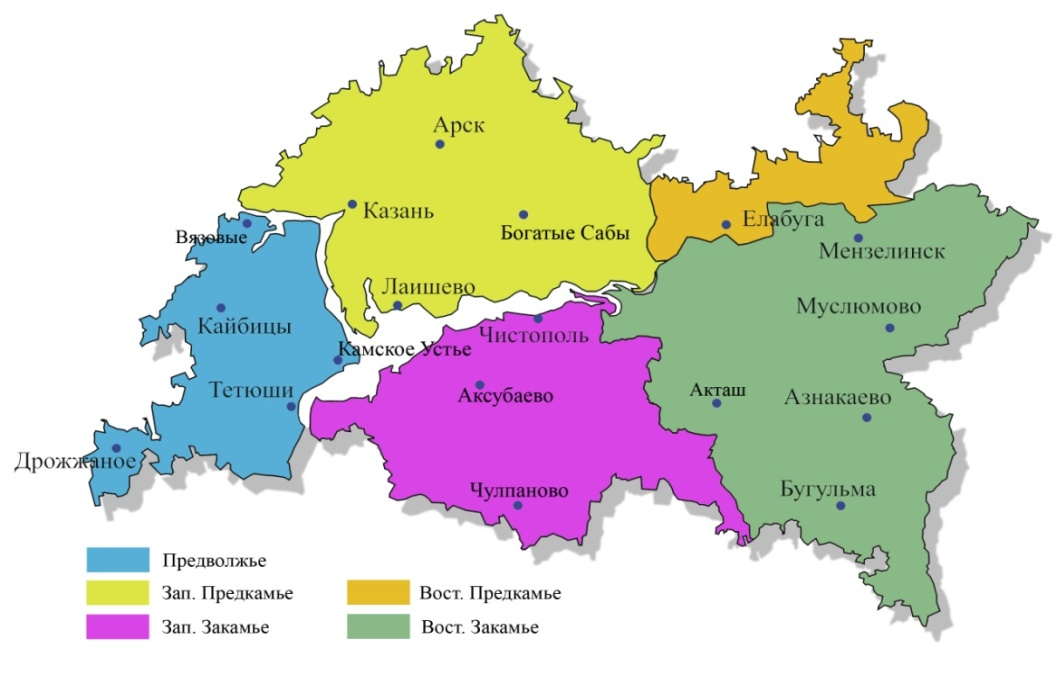 Арск
Казань
Богатые Сабы
Елабуга
Вязовые
Мензелинск
Лаишево
Муслюмово
Кайбицы
Чистополь
Камское Устье
Тетюши
Аксубаево
Акташ
Азнакаево
Дрожжаное
Чулпаново
Бугульма
Предволжье
Зап. Предкамье
Вост. Предкамье
Зап. Закамье
Вост. Закамье